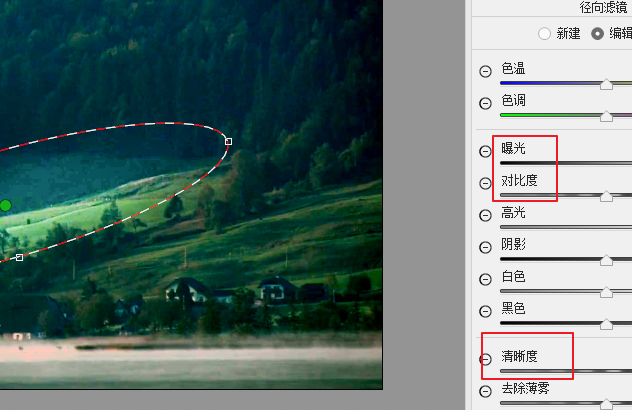 径向滤镜
新建 编辑
色温
色调
曝光
对比度
高光
阴影
白色
黑色
清晰度
去除薄雾